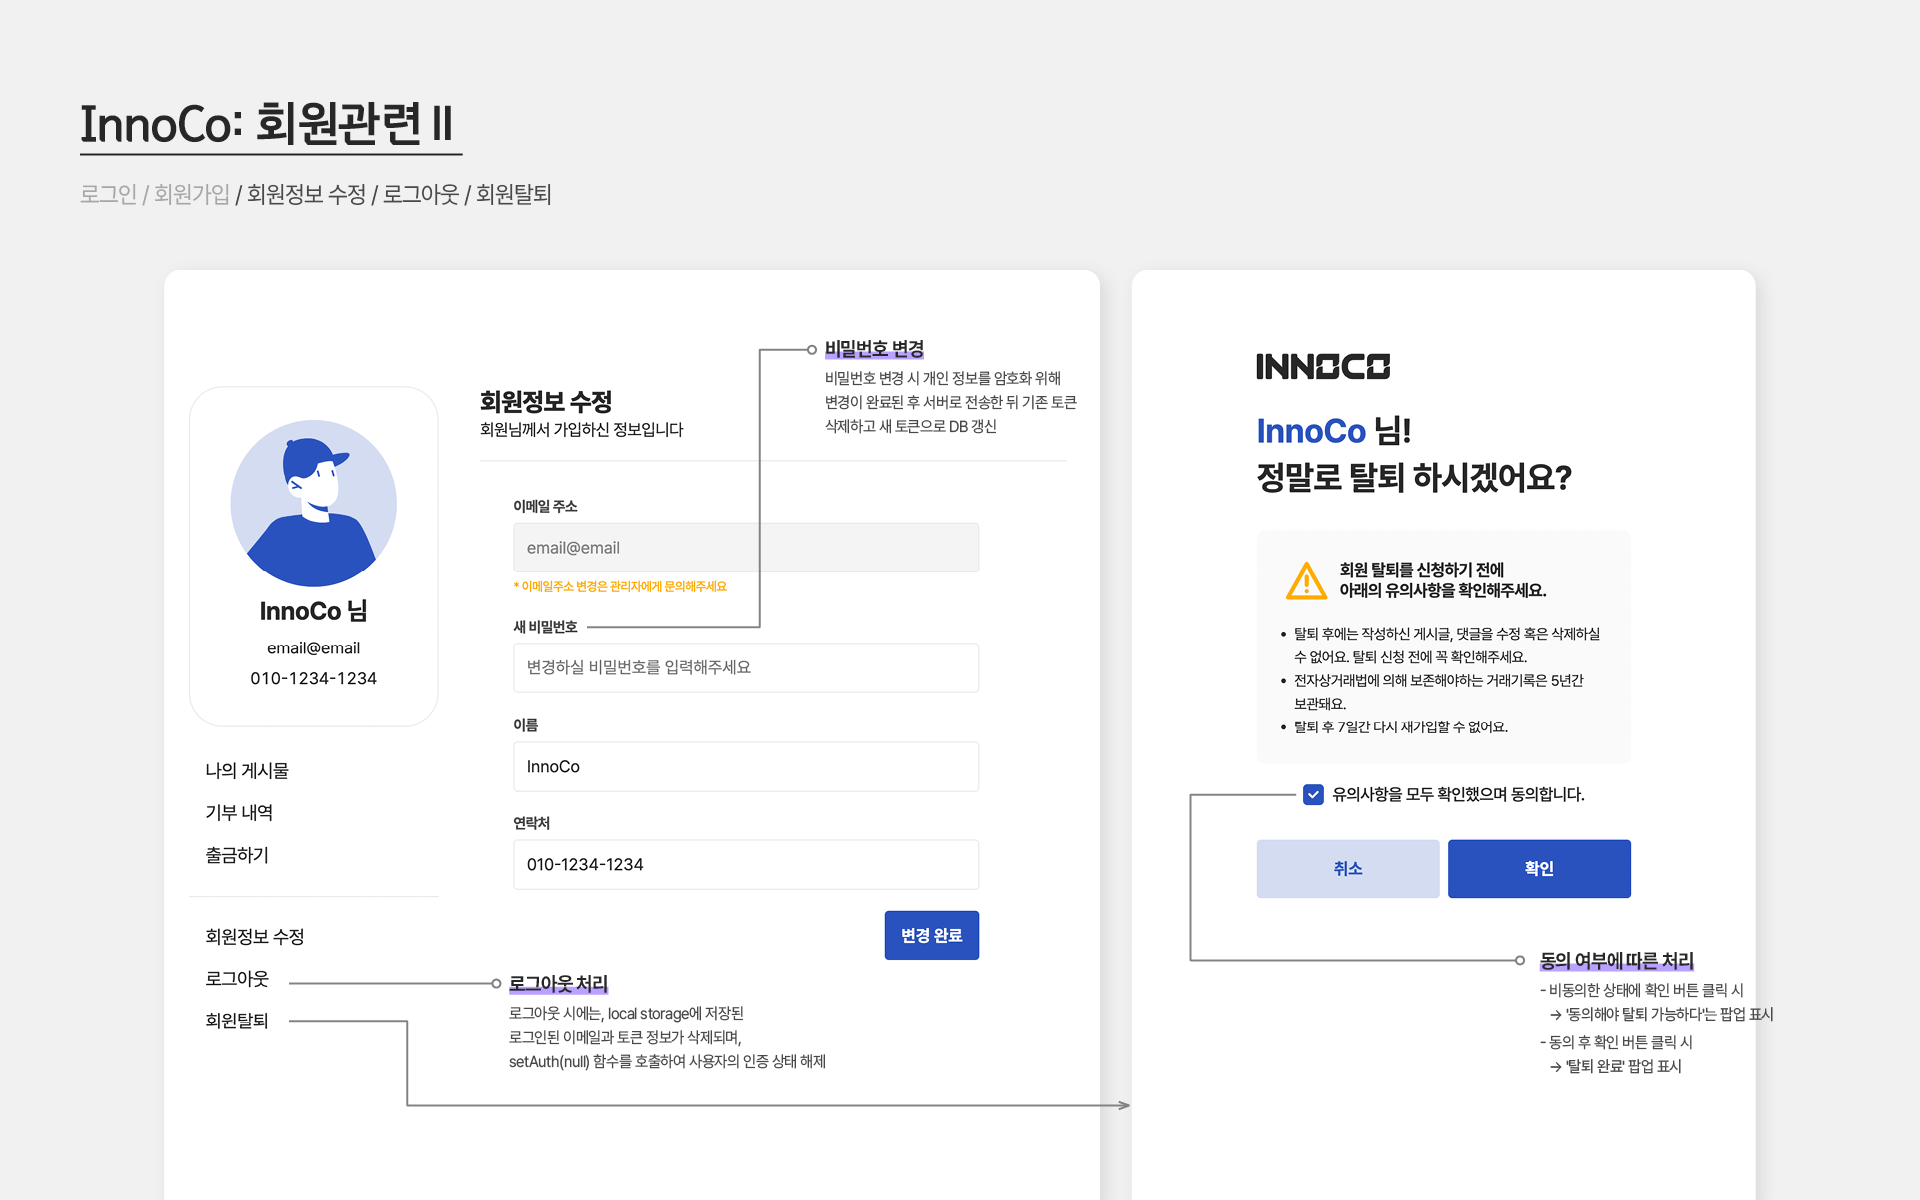 InnoCo: 회원관련 II
로그인 / 회원가입 / 회원정보 수정 / 로그아웃 / 회원탈퇴
InnoCo 님
email@email
010-1234-1234
나의 게시물
기부 내역
출금하기
회원정보 수정
로그아웃
회원탈퇴
회원정보 수정
회원님께서 가입하신 정보입니다
비밀번호 변경
비밀번호 변경 시 개인 정보를 암호화 위해
변경이 완료된 후 서버로 전송한 뒤 기존 토큰
삭제하고 새 토큰으로 DB 갱신
이메일 주소
email@email
* 이메일주소 변경은 관리자에게 문의해주세요
새 비밀번호
변경하실 비밀번호를 입력해주세요
이름
InnoCo
연락처
010-1234-1234
변경 완료
로그아웃 처리
로그아웃 시에는, local storage에 저장된
로그인된 이메일과 토큰 정보가 삭제되며,
setAuth(null) 함수를 호출하여 사용자의 인증 상태 해제
INNOCO
InnoCo 님!
정말로 탈퇴 하시겠어요?
회원 탈퇴를 신청하기 전에
아래의 유의사항을 확인해주세요.
• 탈퇴 후에는 작성하신 게시글, 댓글을 수정 혹은 삭제하실
수 없어요. 탈퇴 신청 전에 꼭 확인해주세요.
• 전자상거래법에 의해 보존해야하는 거래기록은 5년간
보관돼요.
• 탈퇴 후 7일간 다시 재가입할 수 없어요.
유의사항을 모두 확인했으며 동의합니다.
취소
확인
동의 여부에 따른 처리
- 비동의한 상태에 확인 버튼 클릭 시
→ '동의해야 탈퇴 가능하다'는 팝업 표시
- 동의 후 확인 버튼 클릭 시
→ '탈퇴 완료' 팝업 표시